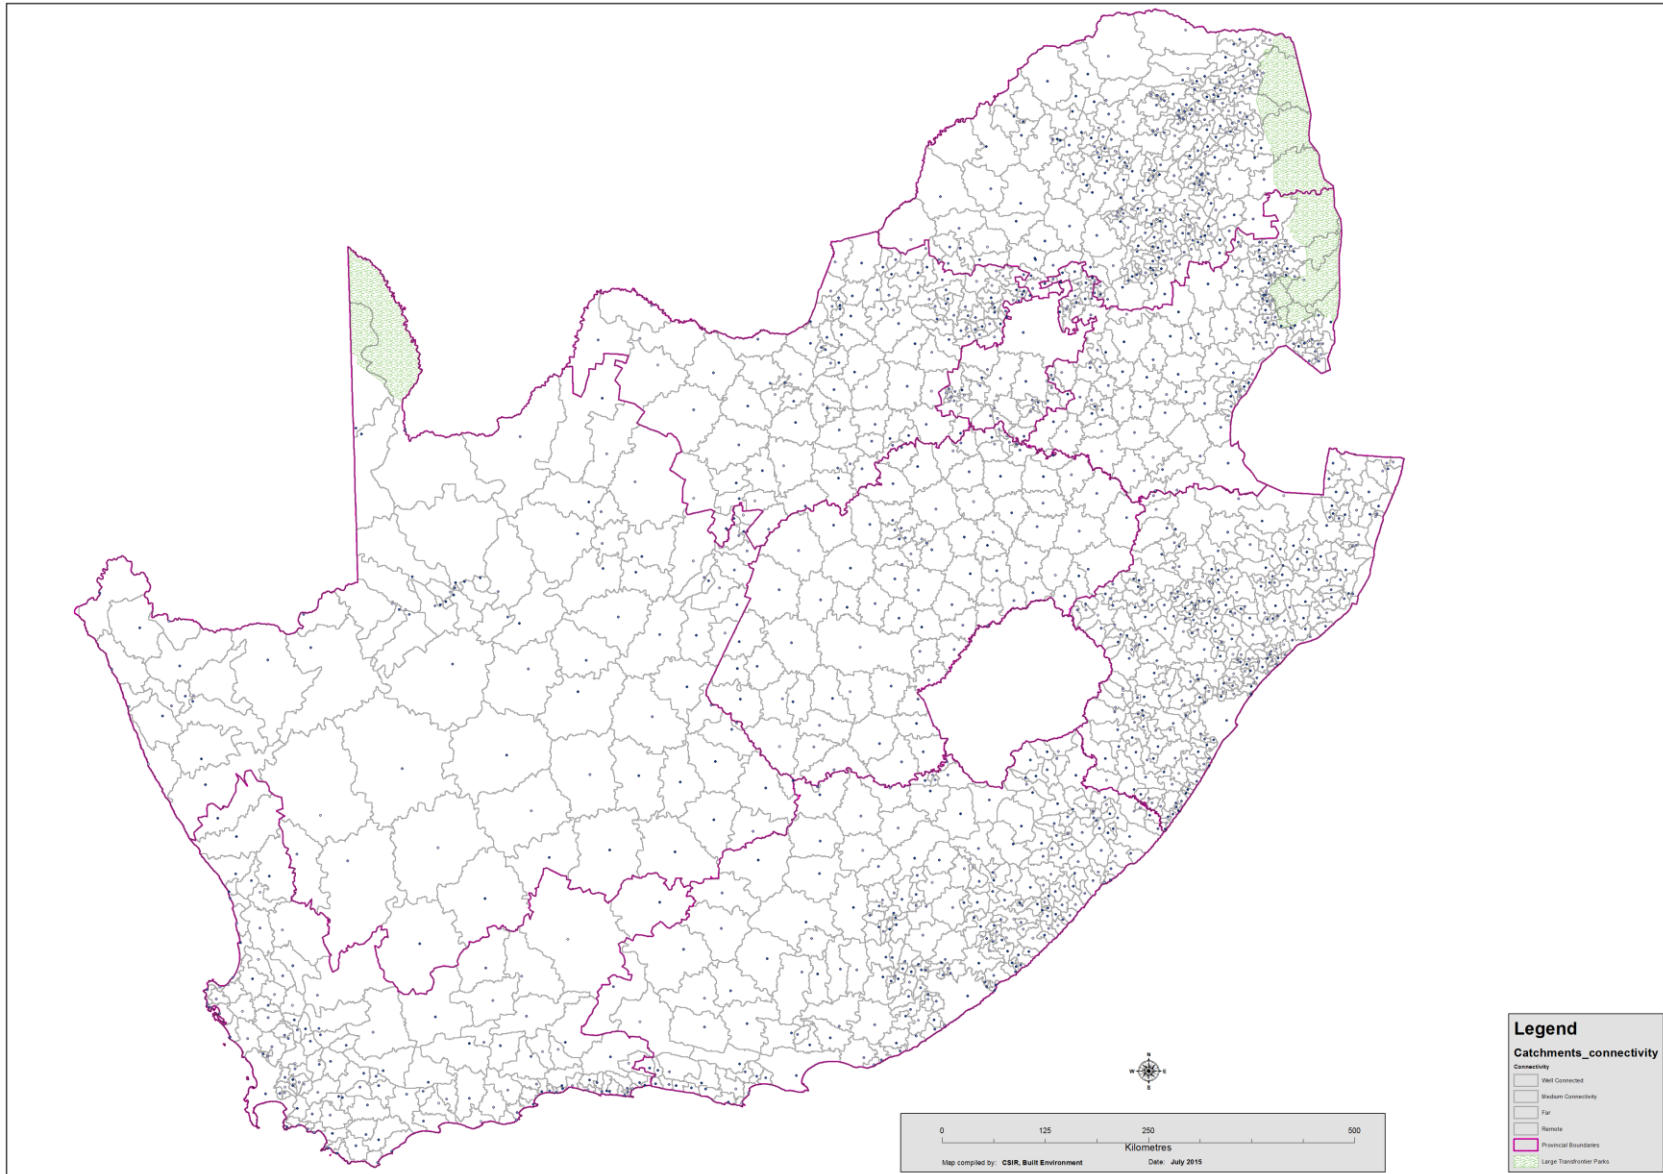 N
W E
S
0 125 250 500
Kilometres
Map compiled by: CSIR, Built Environment Date: July 2015
Legend
Catchments_connectivity
Connectivity
Well Connected
Medium Connectivity
Far
Remote
Provincial Boundaries
Large Transfrontier Parks